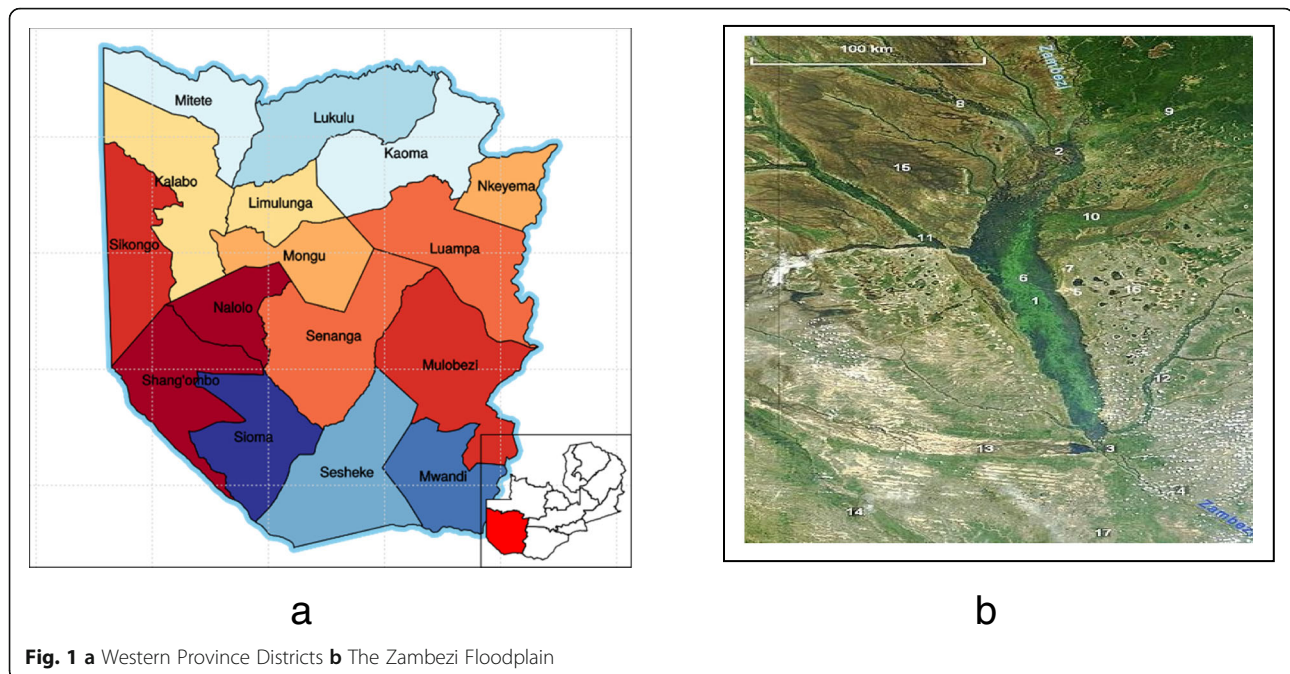 Mitete
Lukulu
Kaoma
Nkeyema
Kalabo
Limulunga
Sikongo
Mongu
Luampa
Nalolo
Senanga
Shang'ombo
Mulobezi
Sioma
Sesheke
Mwandi
a
100 km
Zambezi
8
9
2
15
10
11
7
6
5
16
1
12
13
3
4
14
17
Zambezi
b
Fig. 1 a Western Province Districts b The Zambezi Floodplain